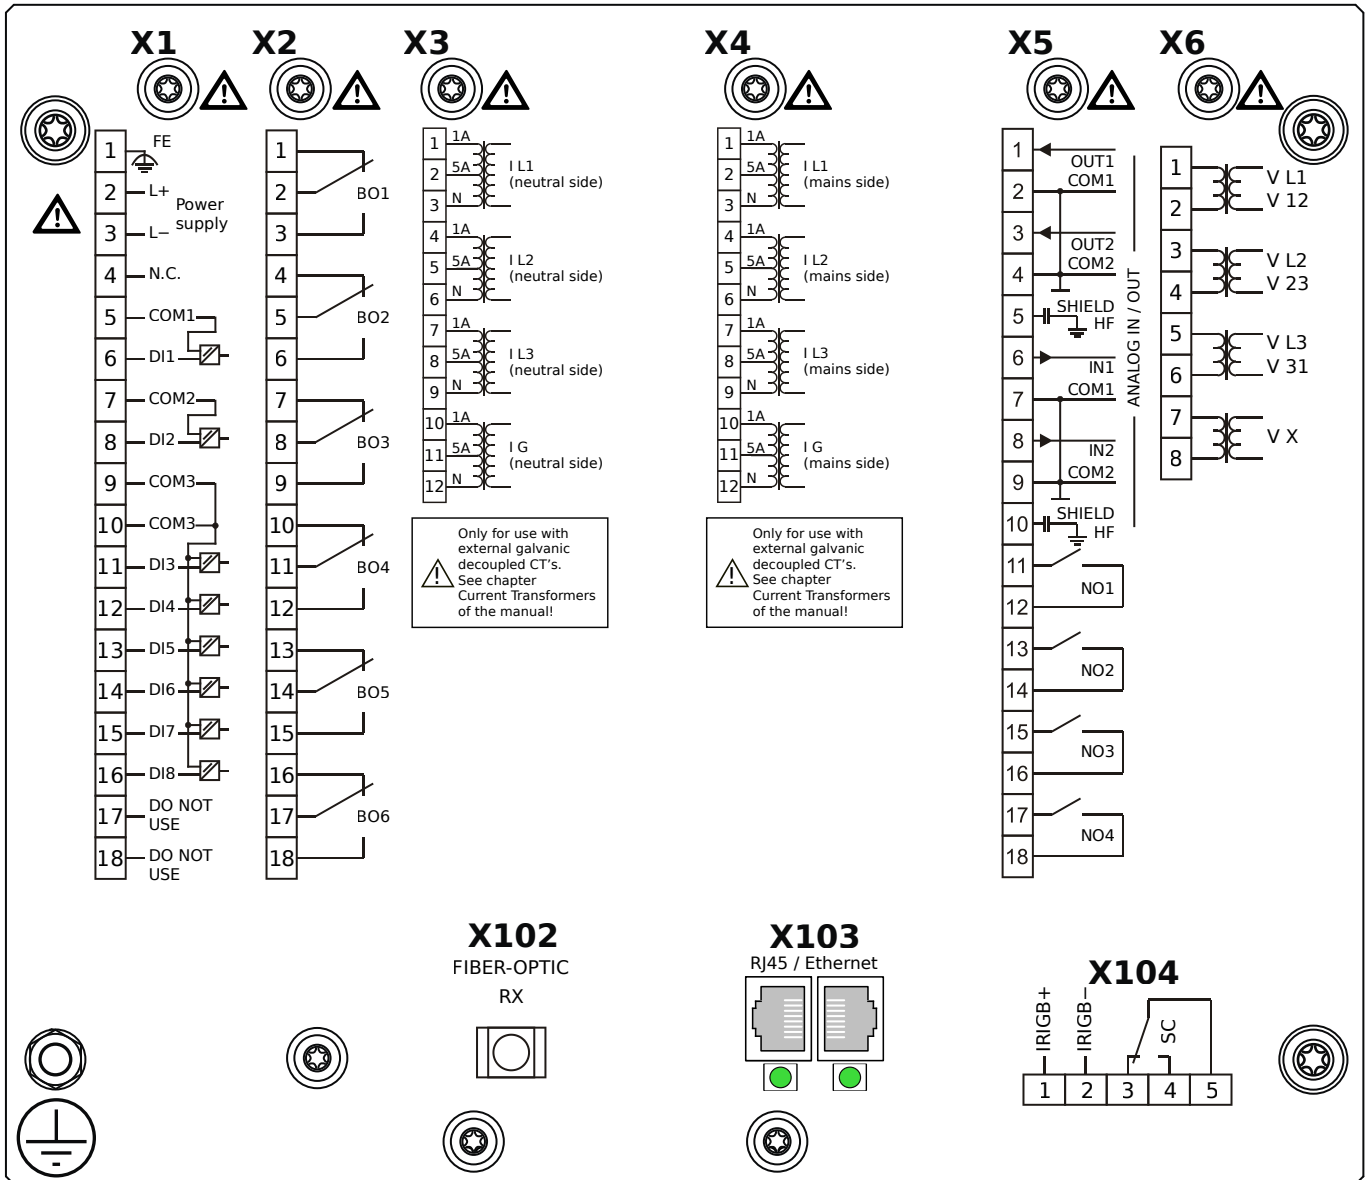 X1
1 FE
2 L+
Power
supply
3 L−
4 N.C.
5 COM1
6 DI1
7 COM2
8 DI2
9 COM3
10 COM3
11 DI3
12 DI4
13 DI5
14 DI6
15 DI7
16 DI8
17 DO NOT
USE
18 DO NOT
USE
X2
1
2 BO1
3
4
5 BO2
6
7
8 BO3
9
10
11 BO4
12
13
14 BO5
15
16
17 BO6
18
X3
1 1A
2 5A I L1
(neutral side)
3 N
4 1A
5 5A I L2
(neutral side)
6 N
7 1A
8 5A I L3
(neutral side)
9 N
10 1A
11 5A I G
(neutral side)
12 N
Only for use with
external galvanic
decoupled CT’s.
See chapter
Current Transformers
of the manual!
X4
1 1A
2 5A I L1
(mains side)
3 N
4 1A
5 5A I L2
(mains side)
6 N
7 1A
8 5A I L3
(mains side)
9 N
10 1A
11 5A I G
(mains side)
12 N
Only for use with
external galvanic
decoupled CT’s.
See chapter
Current Transformers
of the manual!
X5
1
OUT1
2 COM1
3
OUT2
4 COM2
5 SHIELD
HF
6
IN1
7 COM1
8
IN2
9 COM2
10 SHIELD
HF
ANALOG IN / OUT
11
NO1
12
13
NO2
14
15
NO3
16
17
NO4
18
X6
1 V L1
2 V 12
3 V L2
4 V 23
5 V L3
6 V 31
7
V X
8
X102
FIBER-OPTIC
RX
X103
RJ45 / Ethernet
X104
IRIGB+
IRIGB−
SC
1 2 3 4 5